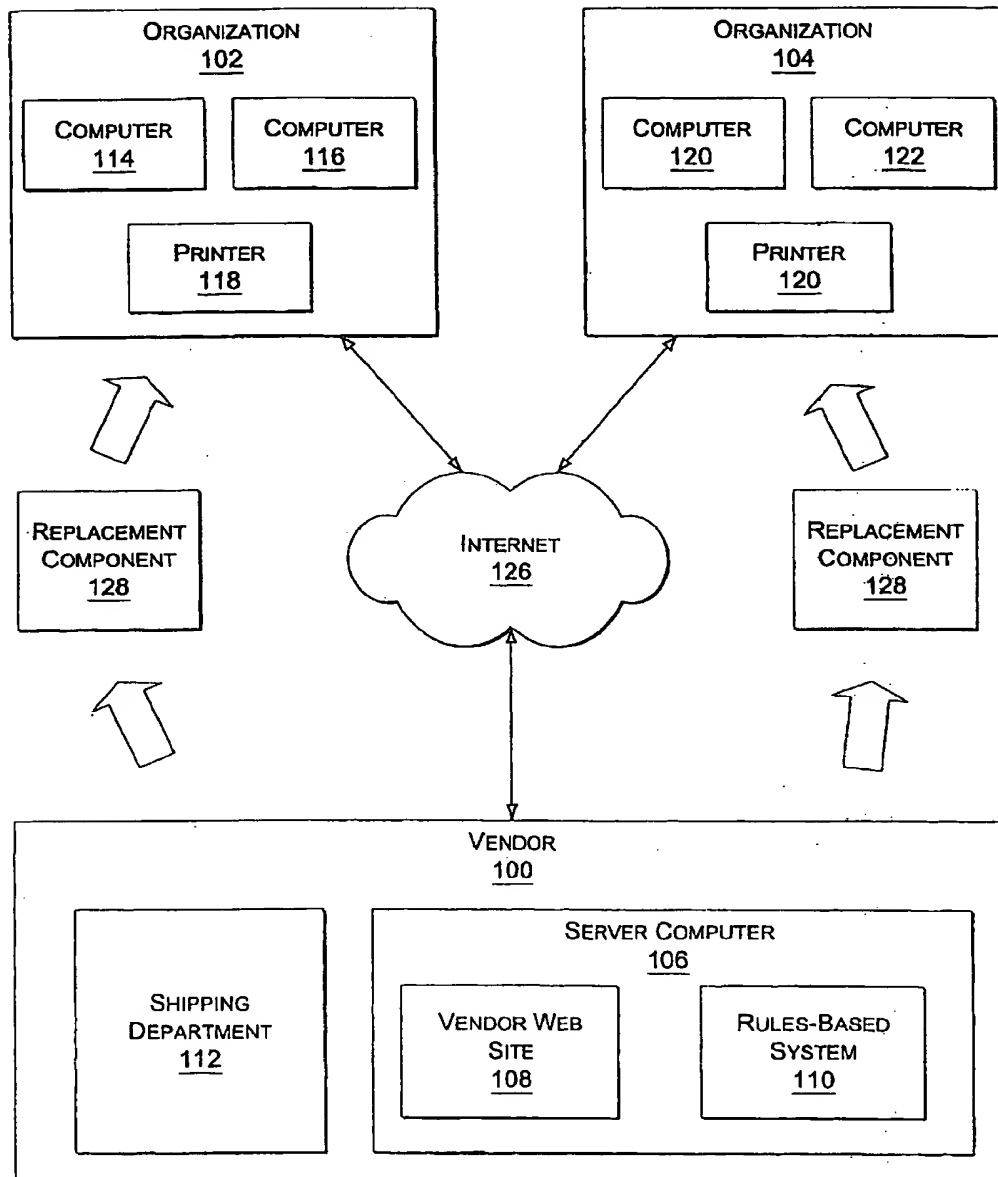 ORGANIZATION
102
COMPUTER
114
COMPUTER
116
PRINTER
118
ORGANIZATION
104
COMPUTER
120
COMPUTER
122
PRINTER
120
REPLACEMENT
COMPONENT
128
INTERNET
126
REPLACEMENT
COMPONENT
128
VENDOR
100
SHIPPING
DEPARTMENT
112
SERVER COMPUTER
106
VENDOR WEB
SITE
108
RULES-BASED
SYSTEM
110